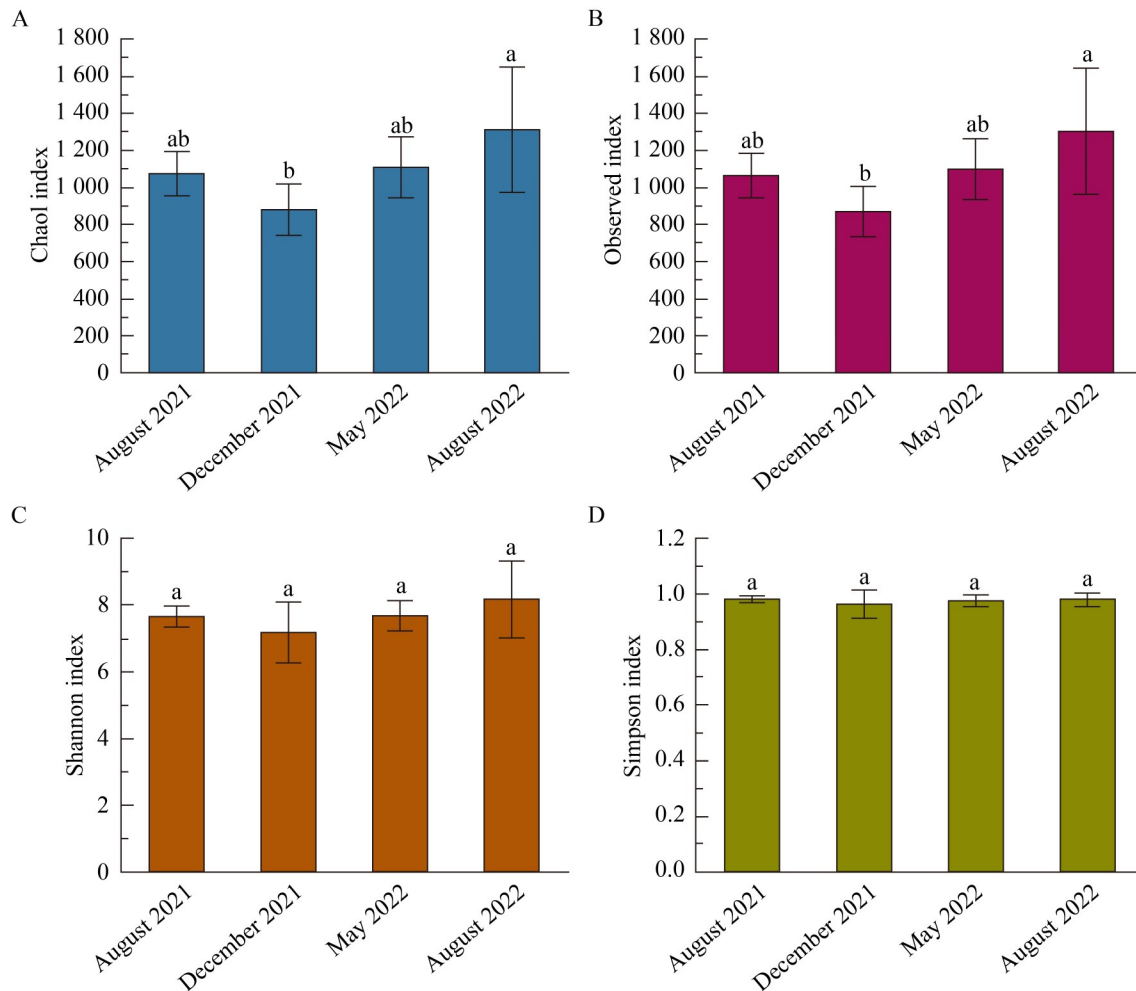 A
1 800
1 600
1 400
1 200
1 000
800
600
400
200
0
Chaol index
ab
b
ab
a
August 2021
December 2021
May 2022
August 2022
B
1 800
1 600
1 400
1 200
1 000
800
600
400
200
0
Observed index
ab
b
ab
a
August 2021
December 2021
May 2022
August 2022
C
10
8
6
4
2
0
Shannon index
a
a
a
a
August 2021
December 2021
May 2022
August 2022
D
1.2
1.0
0.8
0.6
0.4
0.2
0.0
Simpson index
a
a
a
a
August 2021
December 2021
May 2022
August 2022